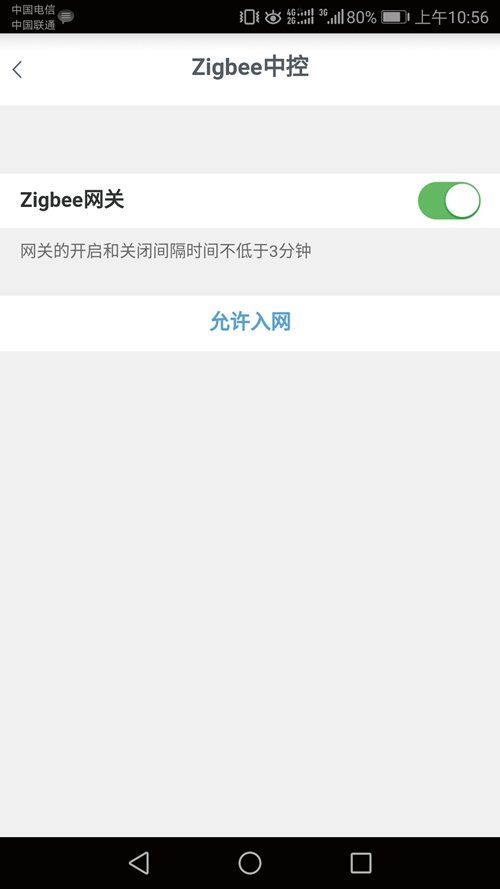 中国电信
中国联通
4G
2G
3G
80%
上午10:56
Zigbee中控
Zigbee网关
网关的开启和关闭间隔时间不低于3分钟
允许入网